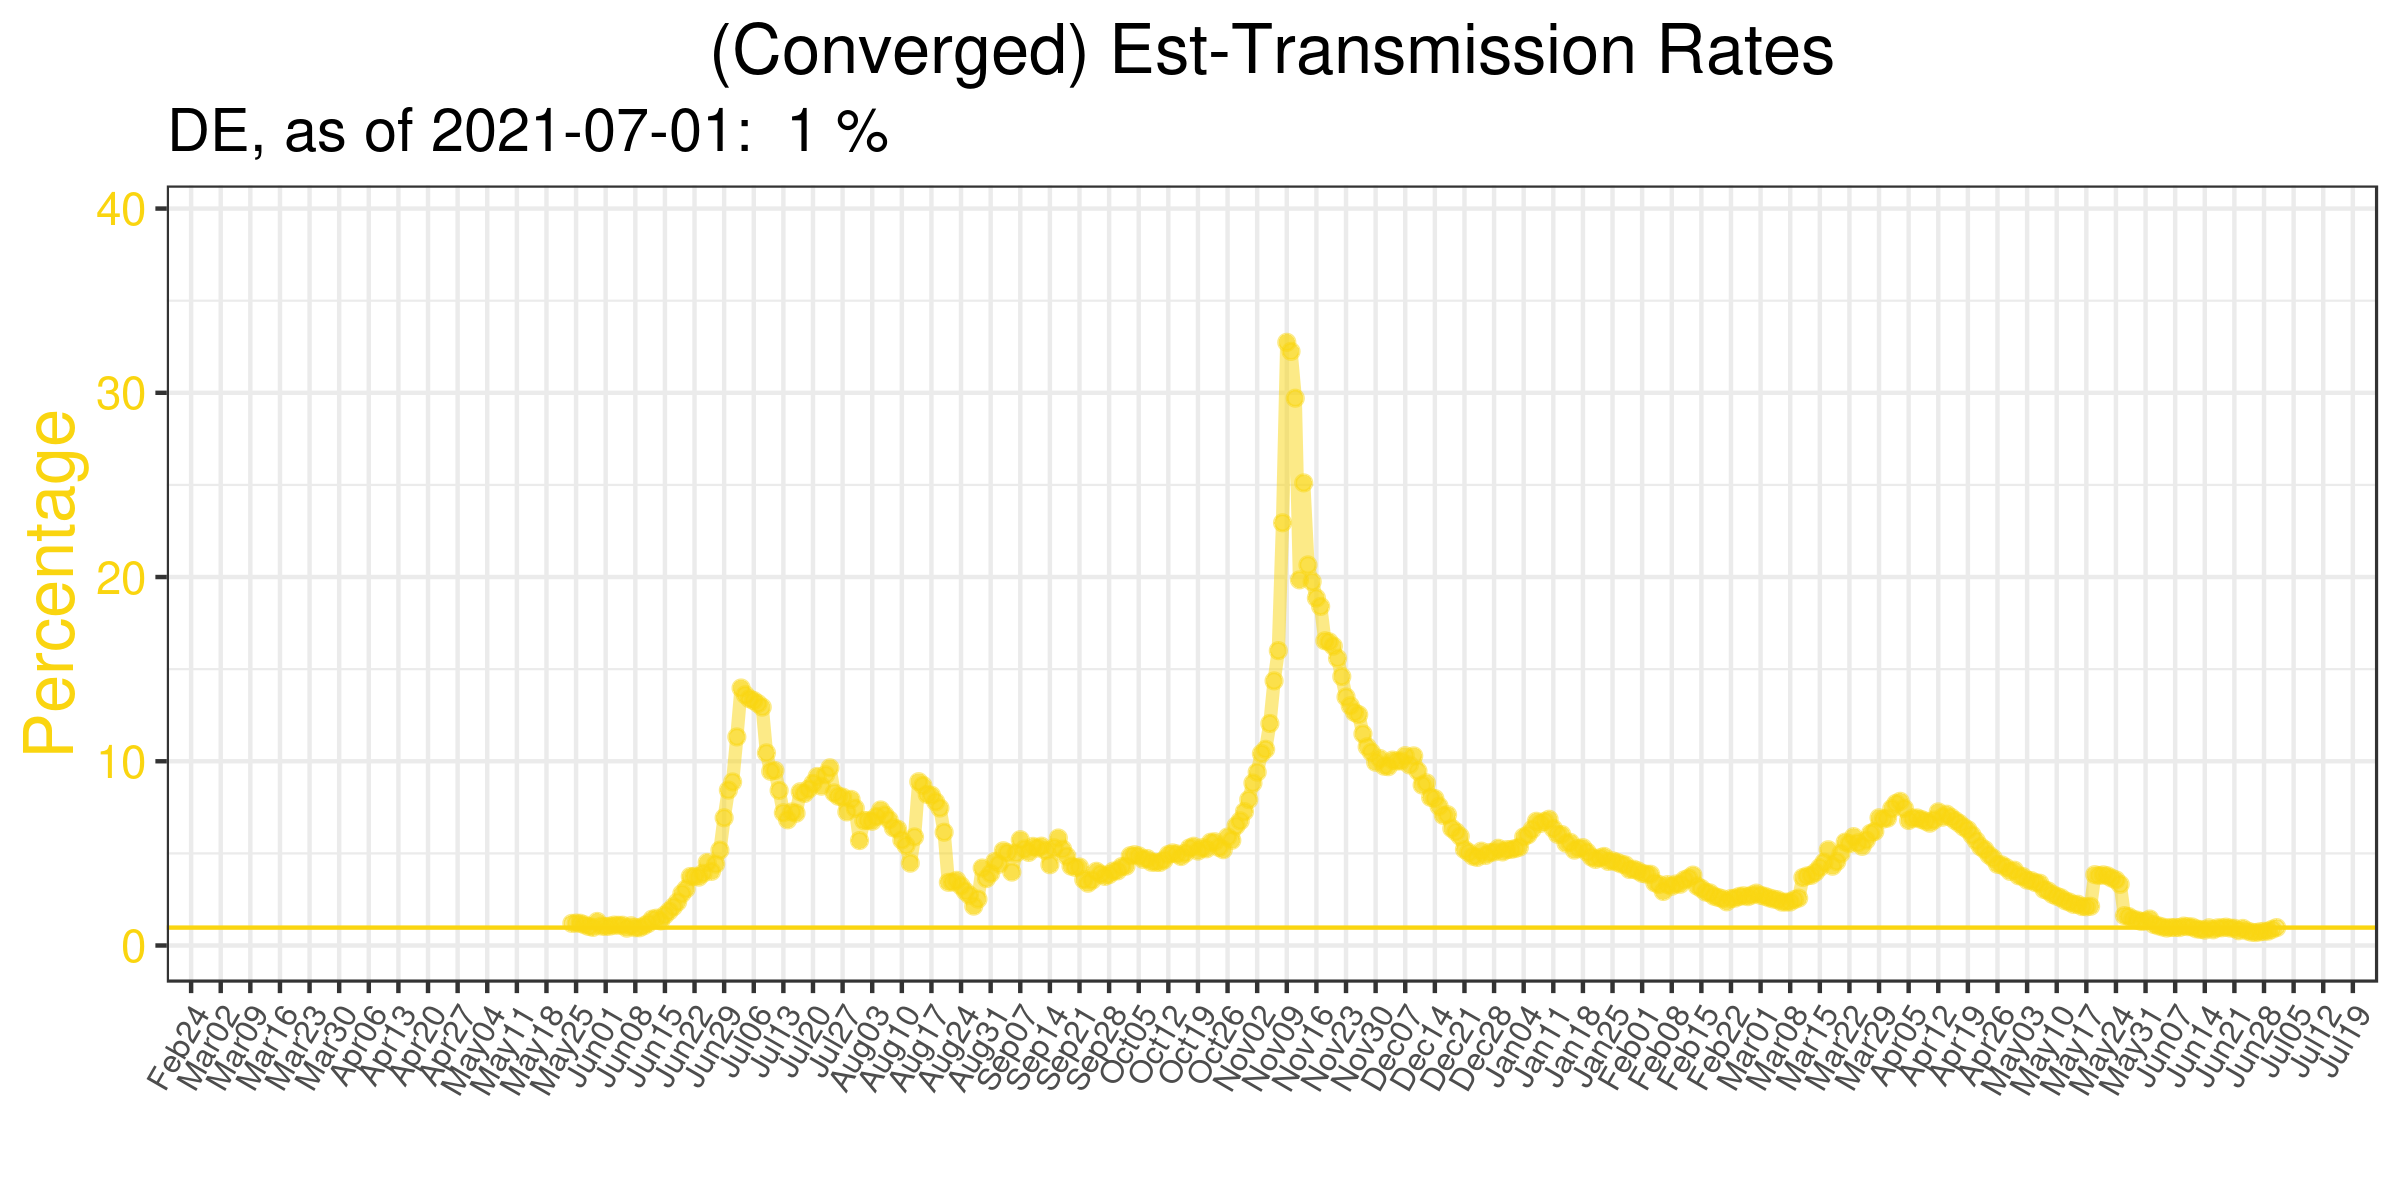 (Converged) Est-Transmission Rates
DE, as of 2021-07-01:  1 %
Percentage
40
30
20
10
0
Feb24
Mar02
Mar09
Mar16
Mar23
Mar30
Apr06
Apr13
Apr20
Apr27
May04
May11
May18
May25
Jun01
Jun08
Jun15
Jun22
Jun29
Jul06
Jul13
Jul20
Jul27
Aug03
Aug10
Aug17
Aug24
Aug31
Sep07
Sep14
Sep21
Sep28
Oct05
Oct12
Oct19
Oct26
Nov02
Nov09
Nov16
Nov23
Nov30
Dec07
Dec14
Dec21
Dec28
Jan04
Jan11
Jan18
Jan25
Feb01
Feb08
Feb15
Feb22
Mar01
Mar08
Mar15
Mar22
Mar29
Apr05
Apr12
Apr19
Apr26
May03
May10
May17
May24
May31
Jun07
Jun14
Jun21
Jun28
Jul05
Jul12
Jul19